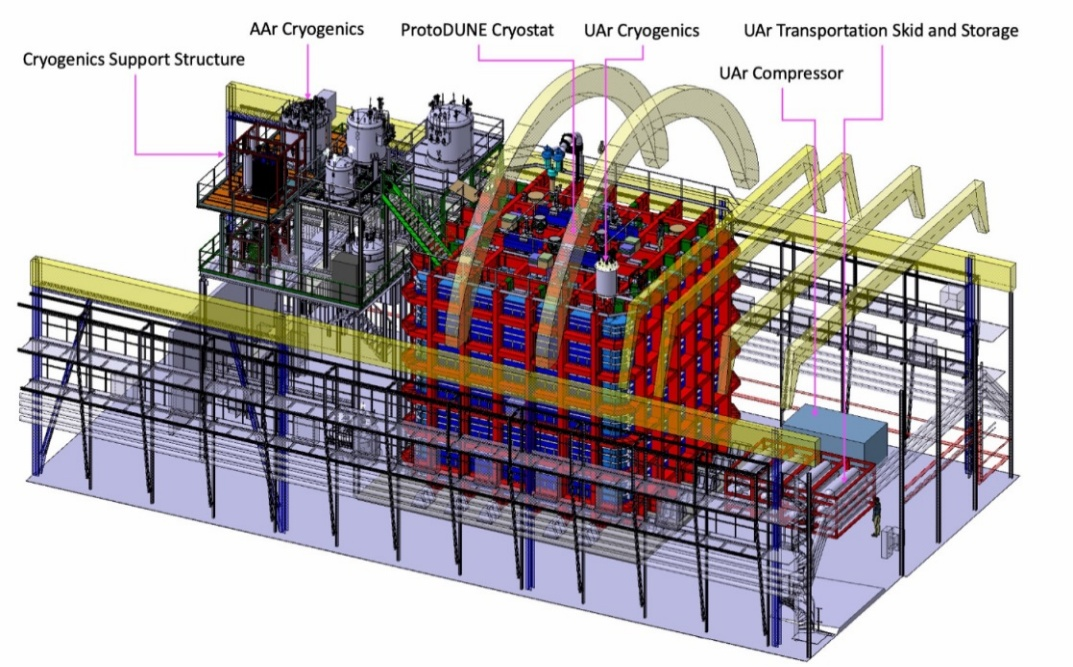 AAr Cryogenics
ProtoDUNE Cryostat
UAr Cryogenics
UAr Transportation Skid and Storage
Cryogenics Support Structure
UAr Compressor